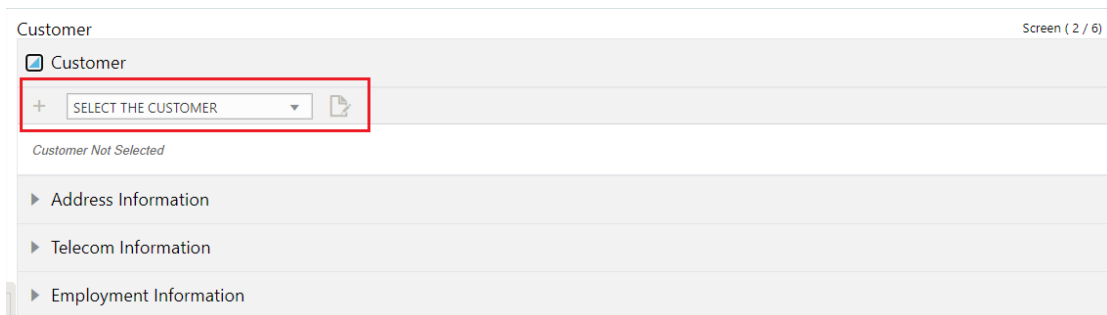 Customer
Screen ( 2 / 6)
Customer
SELECT THE CUSTOMER
Customer Not Selected
Address Information
Telecom Information
Employment Information